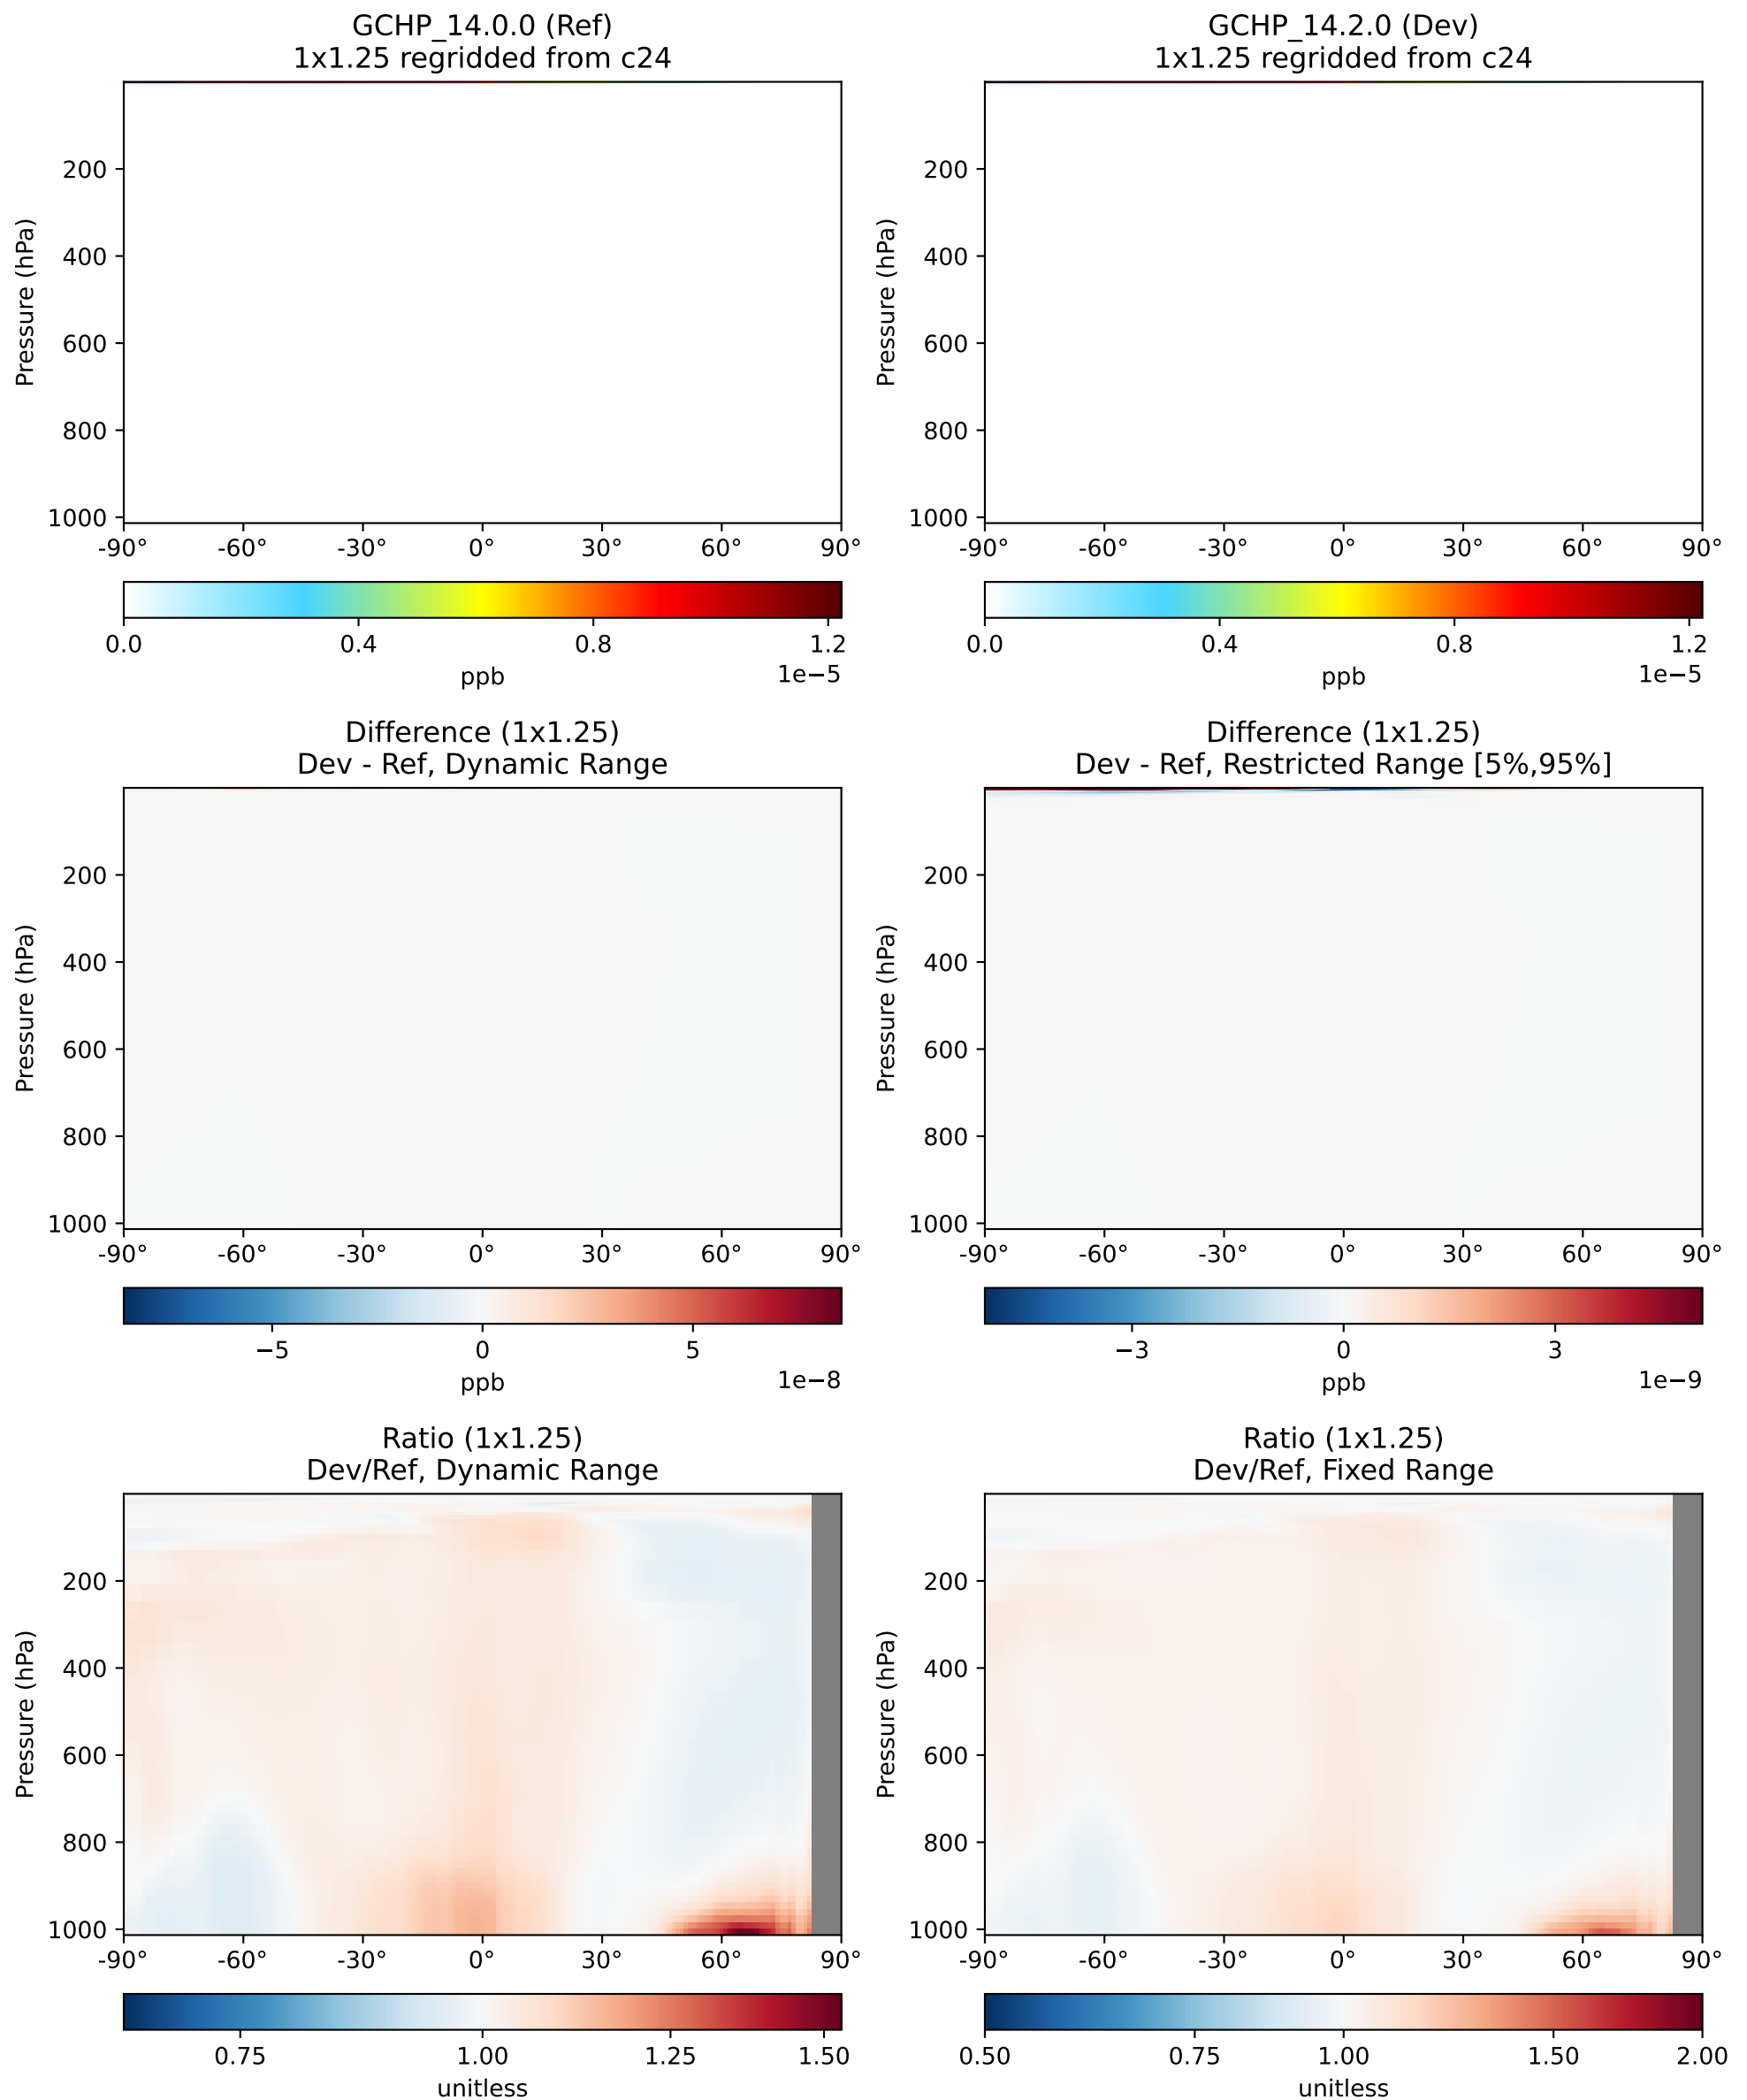 GCHP_14.0.0 (Ref)
1x1.25 regridded from c24
Pressure (hPa)
200
400
600
800
1000
-90° -60° -30° 0° 30° 60° 90°
0.0 0.4 0.8 1.2
1e−5
ppb
GCHP_14.2.0 (Dev)
1x1.25 regridded from c24
Pressure (hPa)
200
400
600
800
1000
-90° -60° -30° 0° 30° 60° 90°
0.0 0.4 0.8 1.2
1e−5
ppb
Difference (1x1.25)
Dev - Ref, Dynamic Range
Pressure (hPa)
200
400
600
800
1000
-90° -60° -30° 0° 30° 60° 90°
−5 0 5
1e−8
ppb
Difference (1x1.25)
Dev - Ref, Restricted Range [5%,95%]
Pressure (hPa)
200
400
600
800
1000
-90° -60° -30° 0° 30° 60° 90°
−3 0 3
1e−9
ppb
Ratio (1x1.25)
Dev/Ref, Dynamic Range
Pressure (hPa)
200
400
600
800
1000
-90° -60° -30° 0° 30° 60° 90°
0.75 1.00 1.25 1.50
unitless
Ratio (1x1.25)
Dev/Ref, Fixed Range
Pressure (hPa)
200
400
600
800
1000
-90° -60° -30° 0° 30° 60° 90°
0.50 0.75 1.00 1.50 2.00
unitless